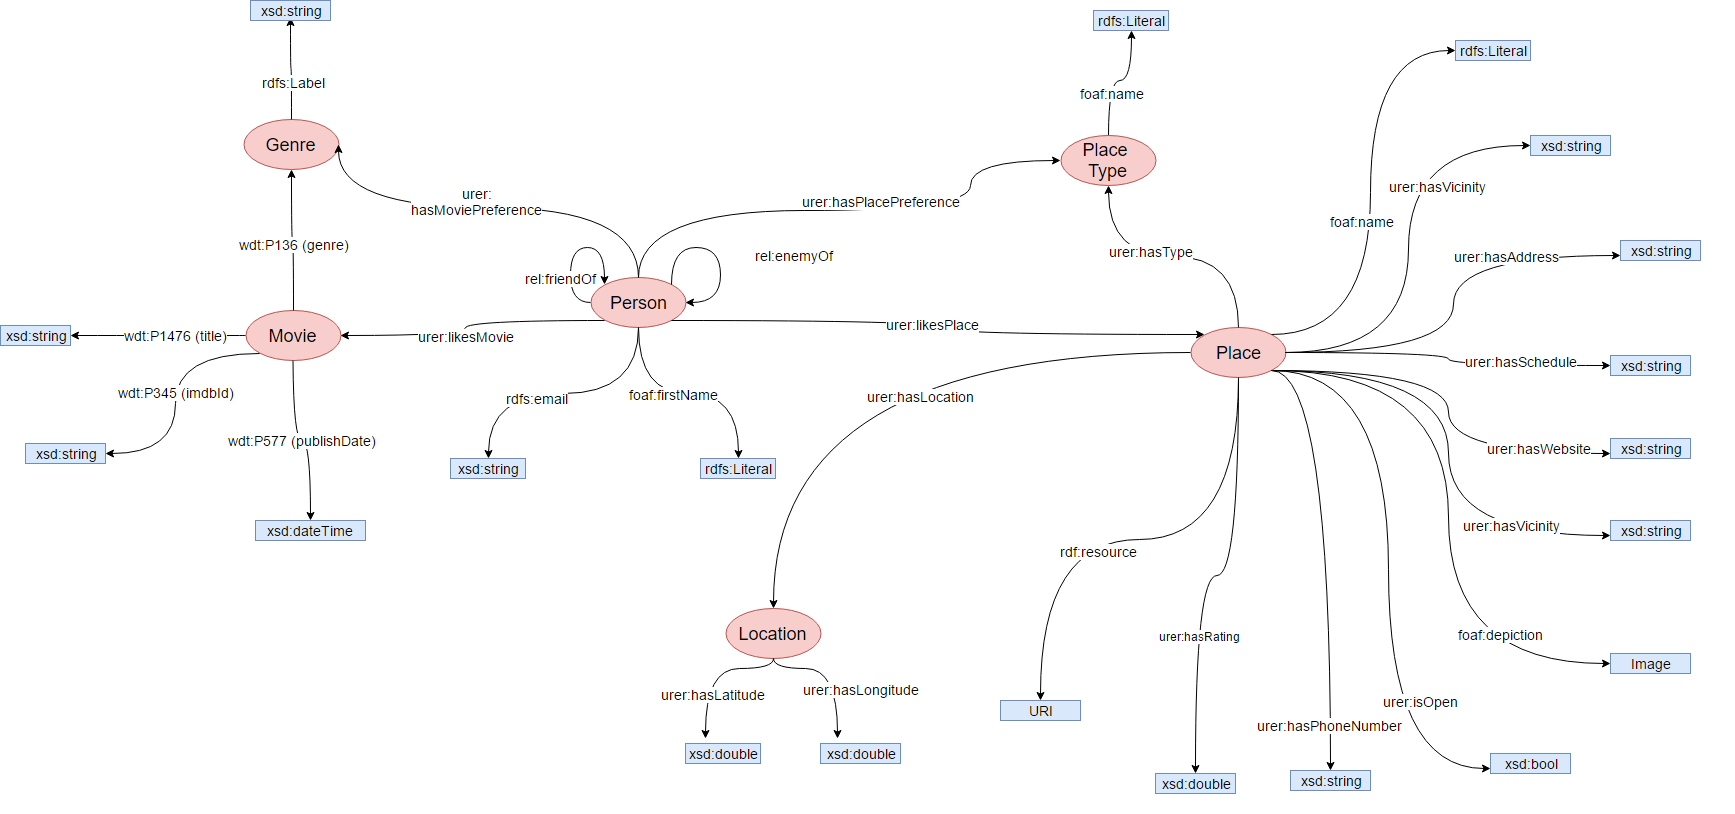 xsd:string
rdfs:Literal
rdfs:Literal
rdfs:Label
foaf:name
Genre
Place
Type
xsd:string
urer:hasVicinity
urer:
hasMoviePreference
urer:hasPlacePreference
foaf:name
wdt:P136 (genre)
urer:hasType
rel:enemyOf
urer:hasAddress
xsd:string
rel:friendOf
Person
urer:likesPlace
xsd:string
wdt:P1476 (title)
Movie
urer:likesMovie
Place
urer:hasSchedule
xsd:string
wdt:P345 (imdbId)
rdfs:email
foaf:firstName
urer:hasLocation
wdt:P577 (publishDate)
urer:hasWebsite
xsd:string
xsd:string
xsd:string
rdfs:Literal
xsd:dateTime
urer:hasVicinity
xsd:string
rdf:resource
Location
urer:hasRating
foaf:depiction
Image
urer:hasLatitude
urer:hasLongitude
urer:isOpen
URI
urer:hasPhoneNumber
xsd:double
xsd:double
xsd:bool
xsd:double
xsd:string